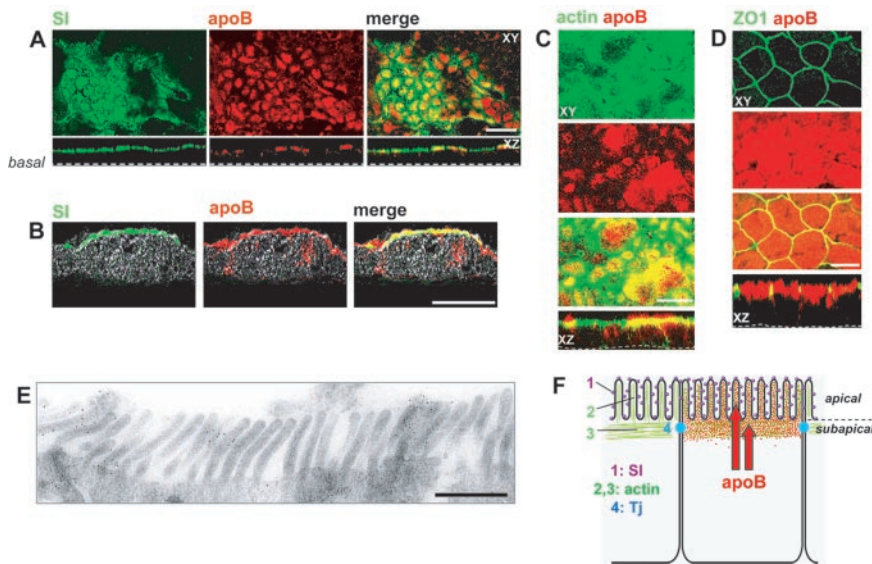 SI apoB merge
A
XY
XZ
basal
SI apoB merge
B
actin apoB
C
XY
XZ
ZO1 apoB
D
XY
XZ
E
F
1
2
3
4
apical
subapical
apoB
1: SI
2,3: actin
4: Tj